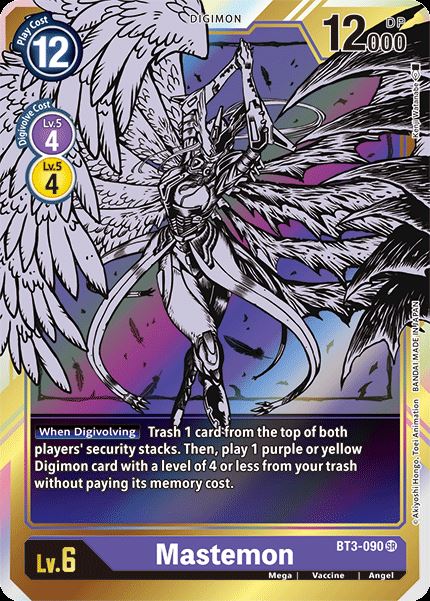 Play Cost
12
DIGIMON
DP
12000
Digivolve Cost
Lv.5
4
Lv.5
4
Kenji Watanabe
When Digivolving Trash 1 card from the top of both
players' security stacks. Then, play 1 purple or yellow
Digimon card with a level of 4 or less from your trash
without paying its memory cost.
©Akiyoshi Hongo, Toei Animation
BANDAI MADE IN JAPAN
BT3-090 SR
Lv.6
Mastemon
Mega | Vaccine | Angel